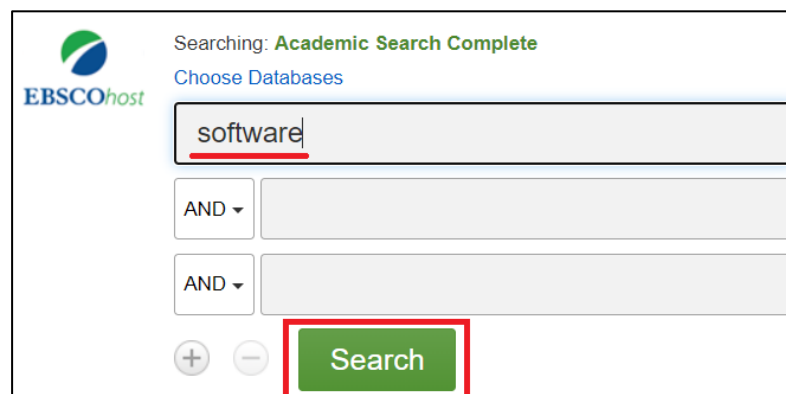 Searching: Academic Search Complete
Choose Databases
EBSCOhost
software
AND
AND
Search